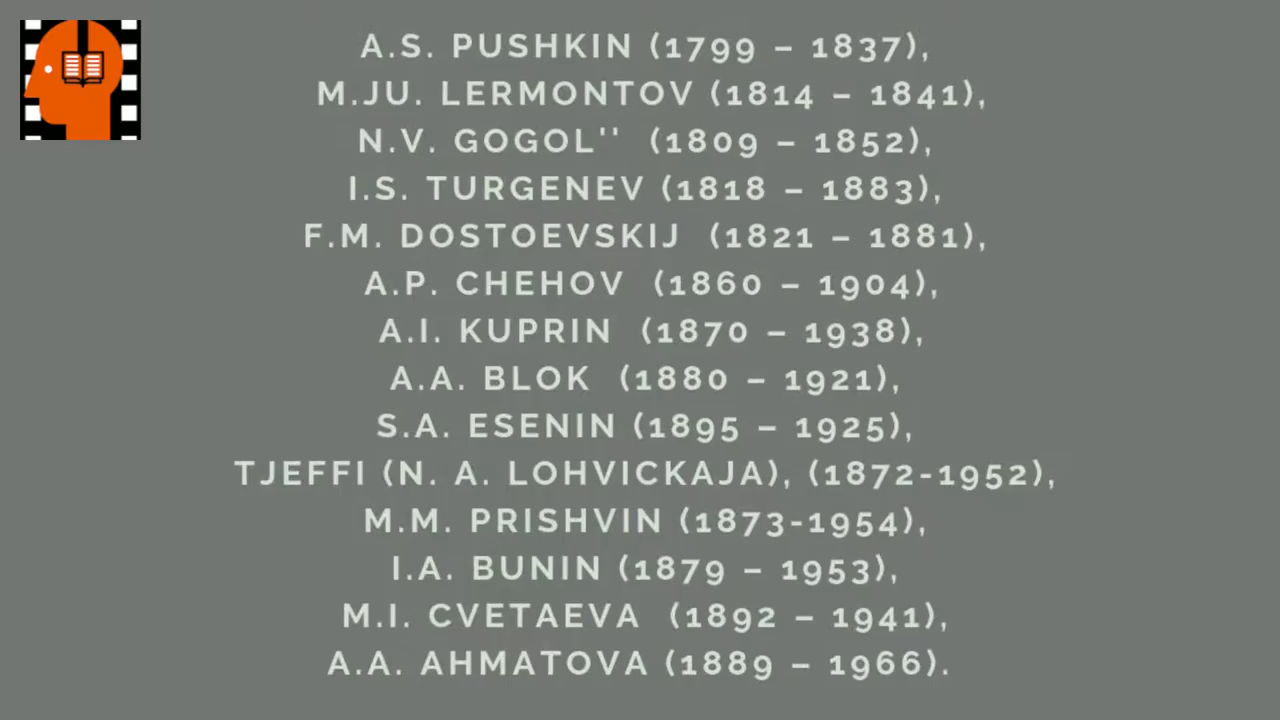 A.S. PUSHKIN (1799 – 1837),
M.JU. LERMONTOV (1814 – 1841),
N.V. GOGOL'' (1809 – 1852),
I.S. TURGENEV (1818 – 1883),
F.M. DOSTOEVSKIJ (1821 – 1881),
A.P. CHEHOV (1860 – 1904),
A.I. KUPRIN (1870 – 1938),
A.A. BLOK (1880 – 1921),
S.A. ESENIN (1895 – 1925),
TJEFFI (N. A. LOHVICKAJA), (1872-1952),
M.M. PRISHVIN (1873-1954),
I.A. BUNIN (1879 – 1953),
M.I. CVETAEVA (1892 – 1941),
A.A. AHMATOVA (1889 – 1966).